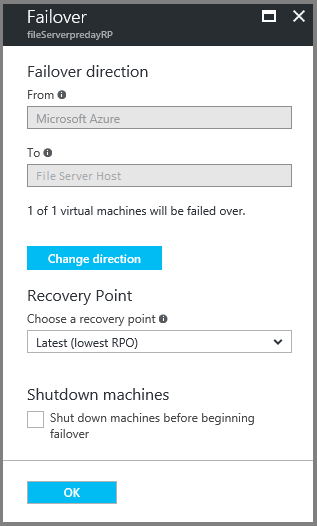 Failover
fileServerpredayRP
Failover direction
From
Microsoft Azure
To
File Server Host
1 of 1 virtual machines will be failed over.
Change direction
Recovery Point
Choose a recovery point
Latest (lowest RPO)
Shutdown machines
Shut down machines before beginning
failover
OK